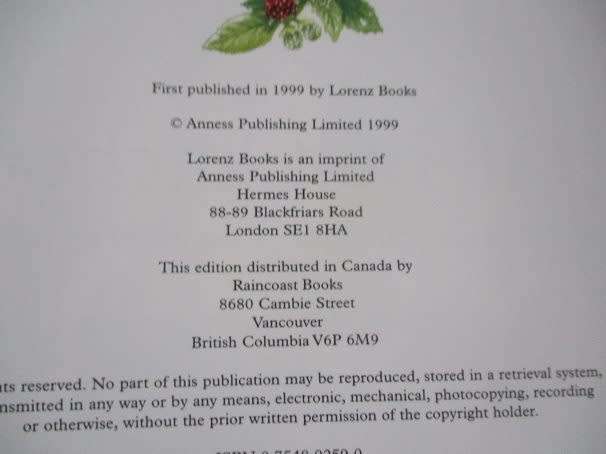 First published in 1999 by Lorenz Books
© Anness Publishing Limited 1999
Lorenz Books is an imprint of
Anness Publishing Limited
Hermes House
88-89 Blackfriars Road
London SE1 8HA
This edition distributed in Canada by
Raincoast Books
8680 Cambie Street
Vancouver
British Columbia V6P 6M9
reserved. No part of this publication may be reproduced, stored in a retrieval system,
in any way or by any means, electronic, mechanical, photocopying, recording
or otherwise, without the prior written permission of the copyright holder.